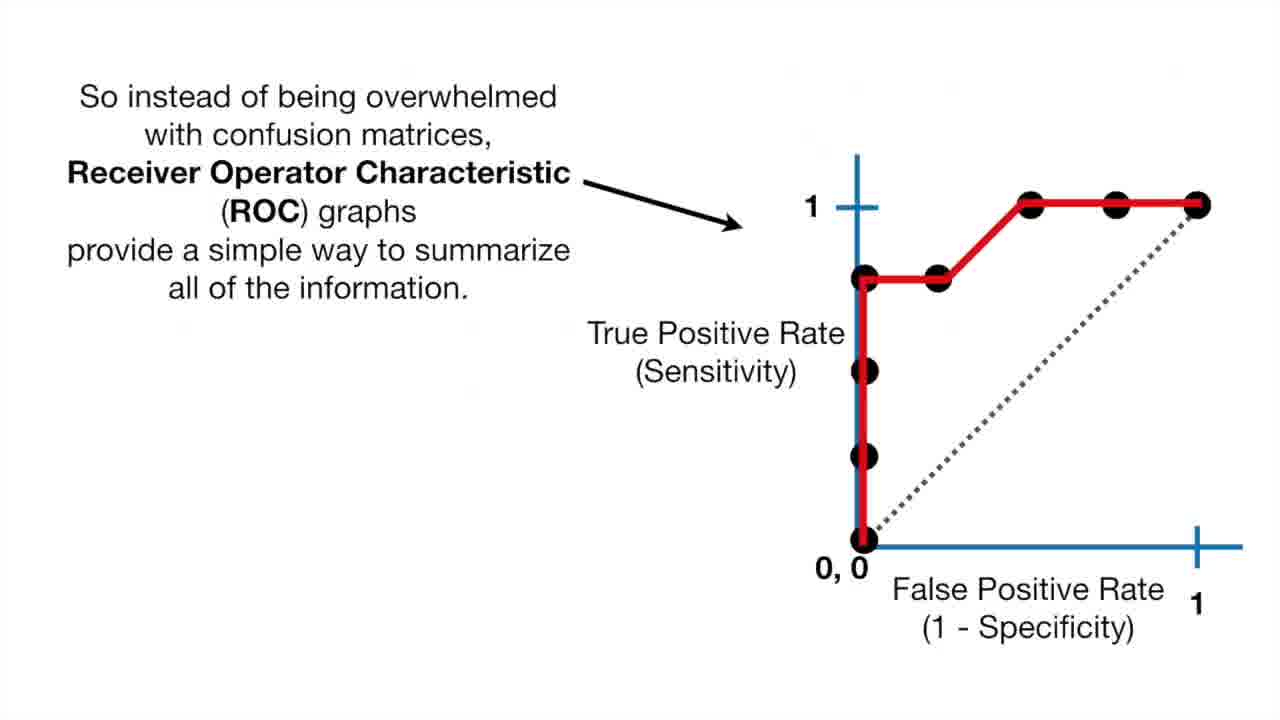 So instead of being overwhelmed
with confusion matrices,
Receiver Operator Characteristic
(ROC) graphs
provide a simple way to summarize
all of the information.
1
True Positive Rate
(Sensitivity)
0, 0
False Positive Rate
(1 - Specificity)
1